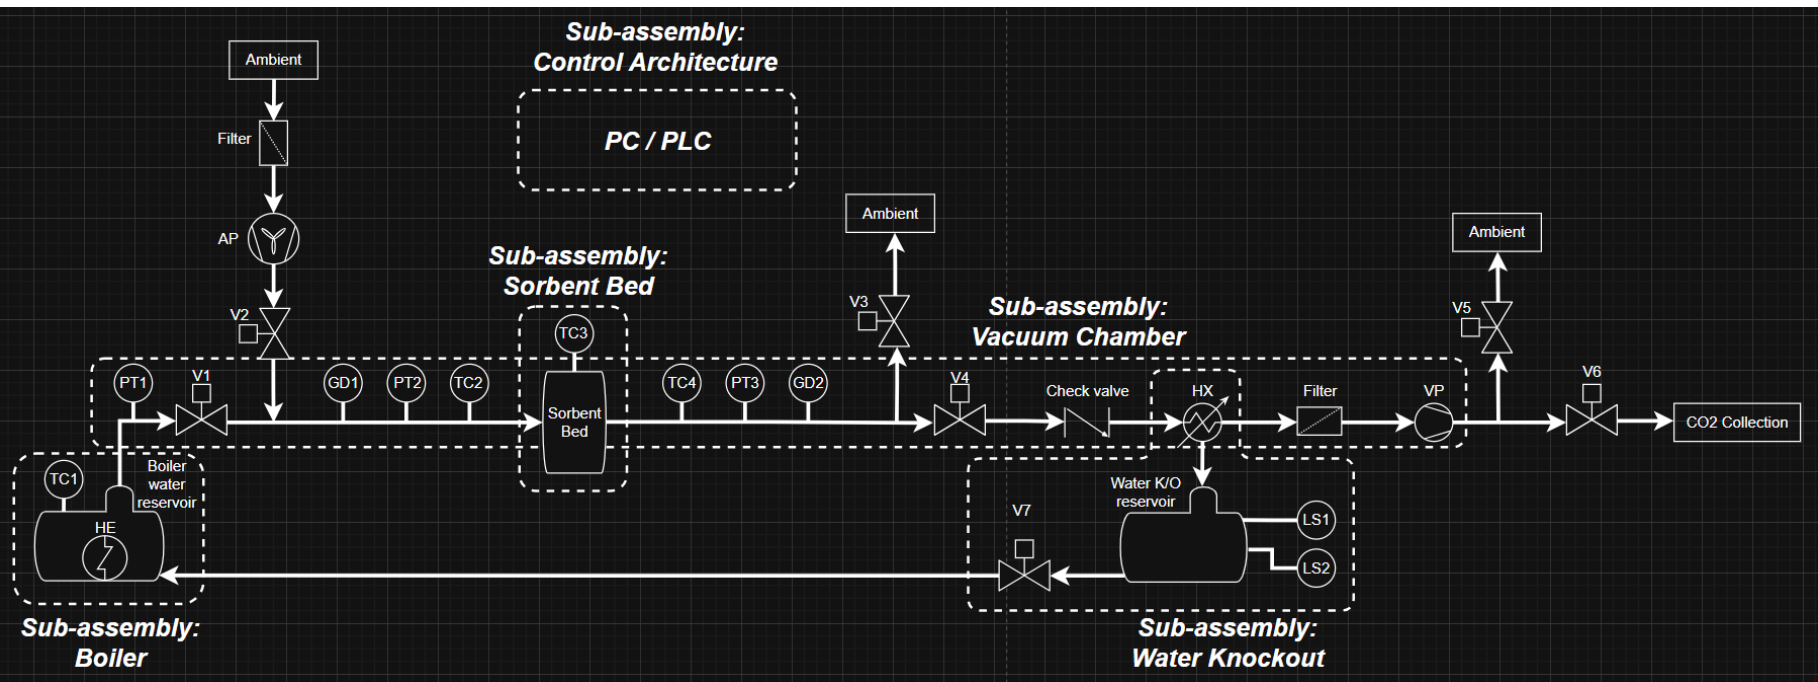 Sub-assembly:
Control Architecture
PC / PLC
Ambient
Filter
AP
V2
Sub-assembly:
Sorbent Bed
TC3
Sorbent
Bed
Ambient
V3
Sub-assembly:
Vacuum Chamber
Ambient
V5
PT1
V1
GD1
PT2
TC2
TC4
PT3
GD2
V4
Check valve
HX
Filter
VP
V6
CO2 Collection
TC1
Boiler
water
reservoir
HE
Sub-assembly:
Boiler
V7
Water K/O
reservoir
LS1
LS2
Sub-assembly:
Water Knockout